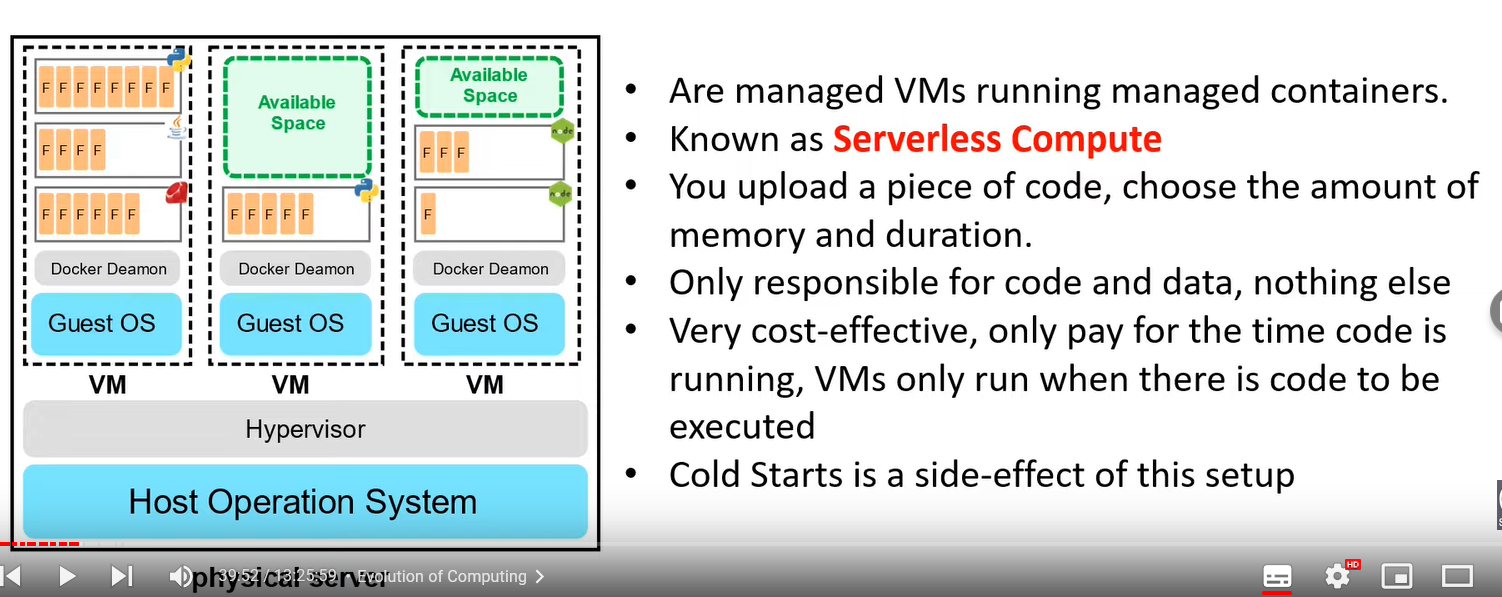 Available
Space
Available
Space
F F F F F F F F
F F F F
F F F F F F
F F F F F
node
F F F
node
F
Docker Deamon
Docker Deamon
Docker Deamon
Guest OS
Guest OS
Guest OS
VM
VM
VM
Hypervisor
Host Operation System
physical server
• Are managed VMs running managed containers.
• Known as Serverless Compute
• You upload a piece of code, choose the amount of
memory and duration.
• Only responsible for code and data, nothing else
• Very cost-effective, only pay for the time code is
running, VMs only run when there is code to be
executed
• Cold Starts is a side-effect of this setup
39:52 / 13:25:59 • Evolution of Computing
HD